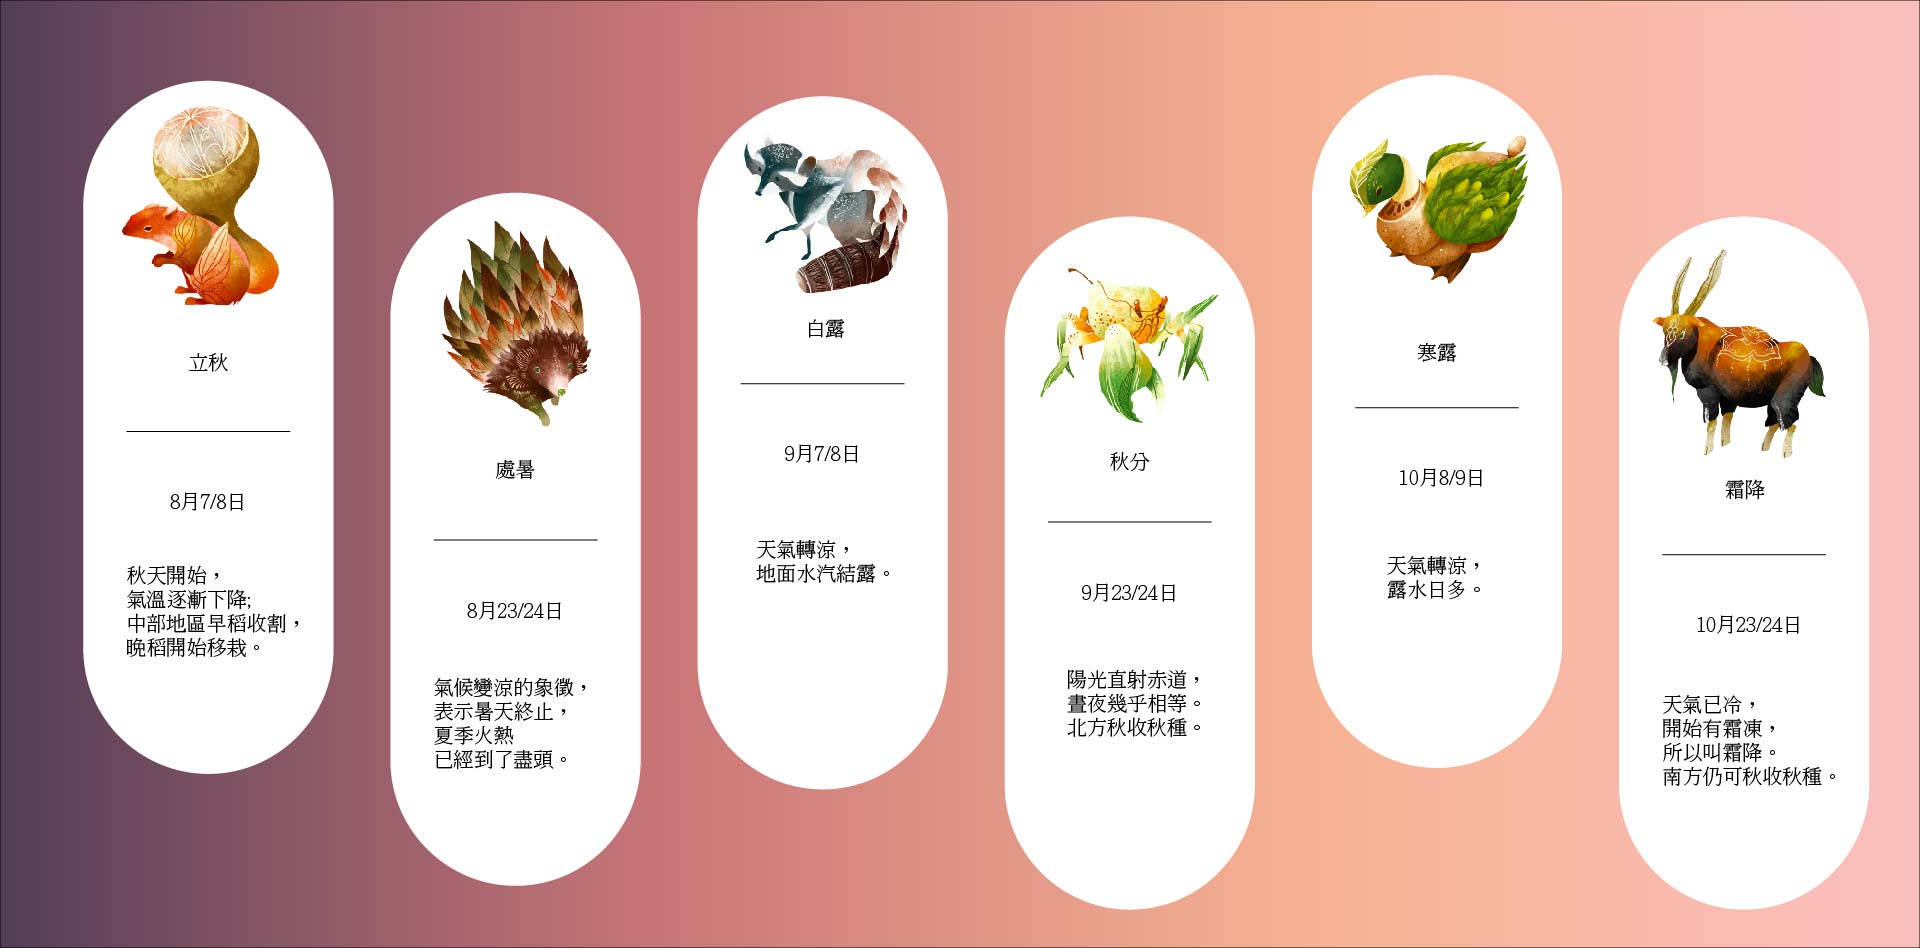 立秋
8月7/8日
秋天開始，
氣溫逐漸下降;
中部地區早稻收割，
晚稻開始移栽。
處暑
8月23/24日
氣候變涼的象徵，
表示暑天終止，
夏季火熱
已經到了盡頭。
白露
9月7/8日
天氣轉涼，
地面水汽結露。
秋分
9月23/24日
陽光直射赤道，
晝夜幾乎相等。
北方秋收秋種。
寒露
10月8/9日
天氣轉涼，
露水日多。
霜降
10月23/24日
天氣已冷，
開始有霜凍，
所以叫霜降。
南方仍可秋收秋種。